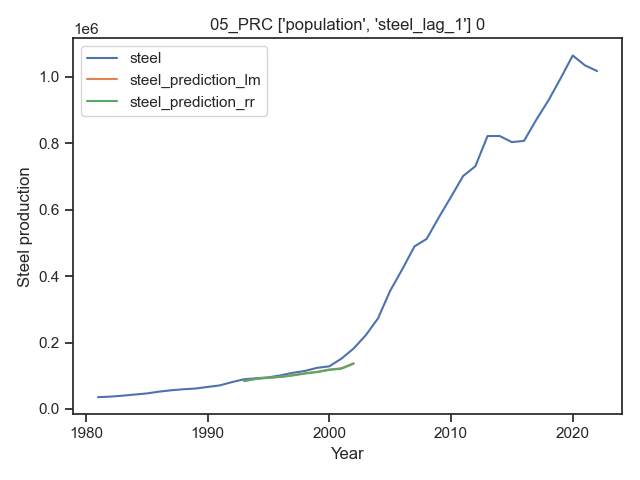 05_PRC ['population', 'steel_lag_1'] 0
1e6
steel
steel_prediction_lm
steel_prediction_rr
1.0
0.8
0.6
0.4
0.2
0.0
Steel production
1980 1990 2000 2010 2020
Year